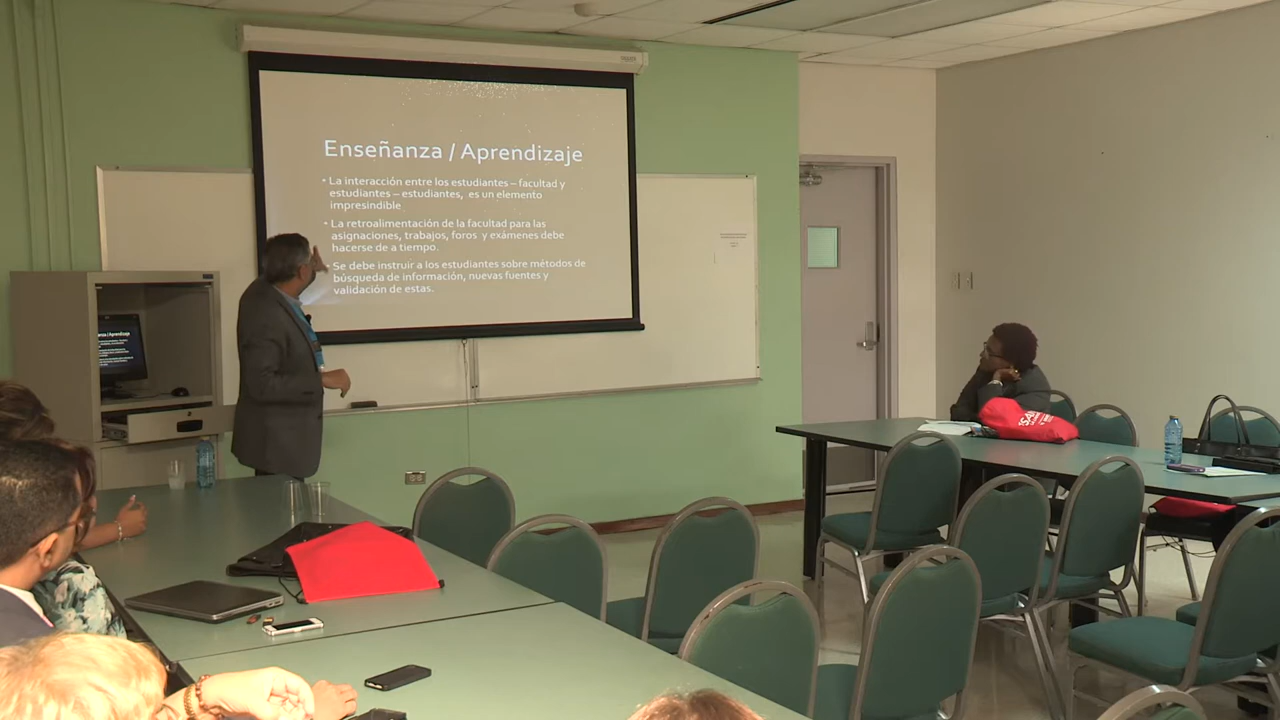 Enseñanza / Aprendizaje
• La interacción entre los estudiantes – facultad y
estudiantes – estudiantes, es un elemento
impresindible
• La retroalimentación de la facultad para las
asignaciones, trabajos, foros y exámenes debe
hacerse de a tiempo.
• Se debe instruir a los estudiantes sobre métodos de
búsqueda de información, nuevas fuentes y
validación de estas.